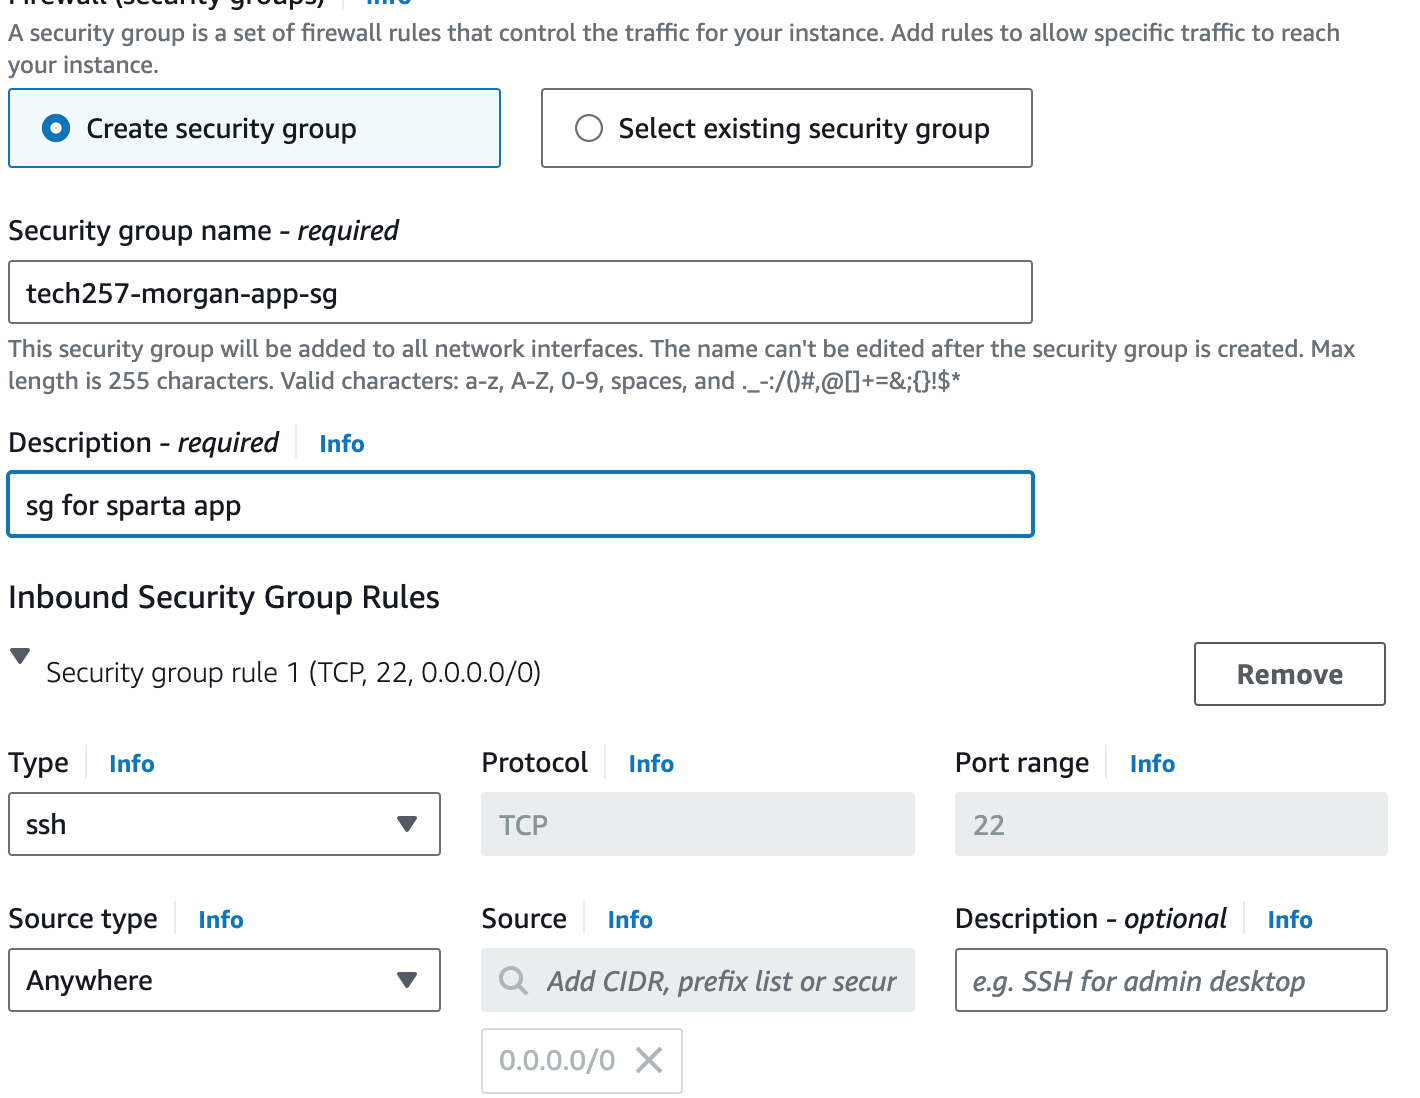 Firewall (security groups) Info
A security group is a set of firewall rules that control the traffic for your instance. Add rules to allow specific traffic to reach
your instance.
Create security group
Select existing security group
Security group name - required
tech257-morgan-app-sg
This security group will be added to all network interfaces. The name can't be edited after the security group is created. Max
length is 255 characters. Valid characters: a-z, A-Z, 0-9, spaces, and ._-:/()#,@[]+=&;{}!$*
Description - required Info
sg for sparta app
Inbound Security Group Rules
Security group rule 1 (TCP, 22, 0.0.0.0/0)
Remove
Type Info
Protocol Info
Port range Info
ssh
TCP
22
Source type Info
Source Info
Description - optional Info
Anywhere
Add CIDR, prefix list or secur
e.g. SSH for admin desktop
0.0.0.0/0